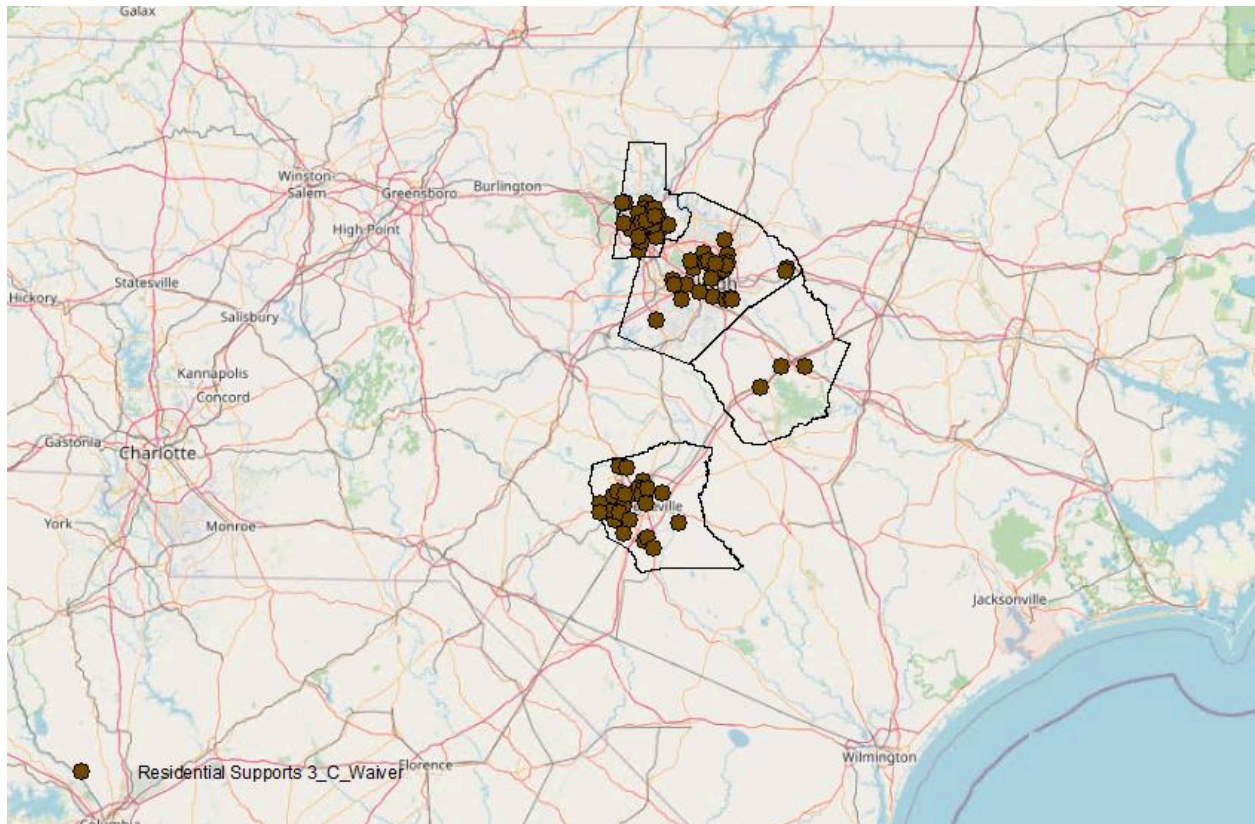 Galax
Winston-
Salem
Greensboro
Burlington
High Point
Statesville
Hickory
Salisbury
Kannapolis
Concord
Gastonia
Charlotte
York
Monroe
Jacksonville
Wilmington
Florence
Residential Supports 3_C_Waiver
Columbia